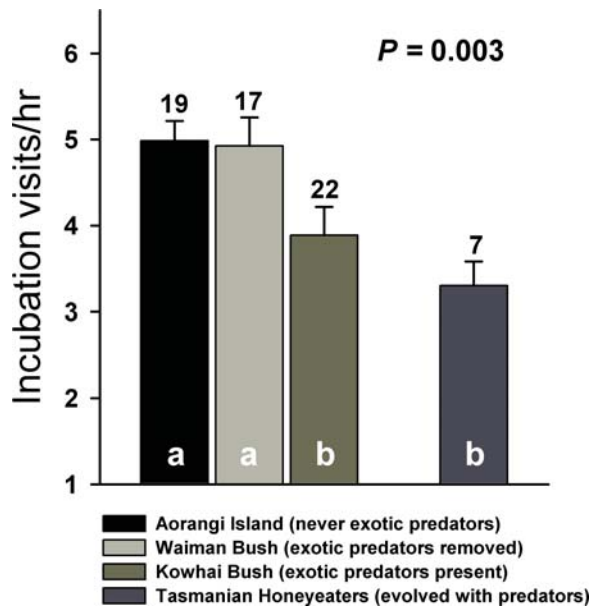 Incubation visits/hr
6
5
4
3
2
1
P = 0.003
19
17
22
7
a
a
b
b
Aorangi Island (never exotic predators)
Waiman Bush (exotic predators removed)
Kowhai Bush (exotic predators present)
Tasmanian Honeyeaters (evolved with predators)